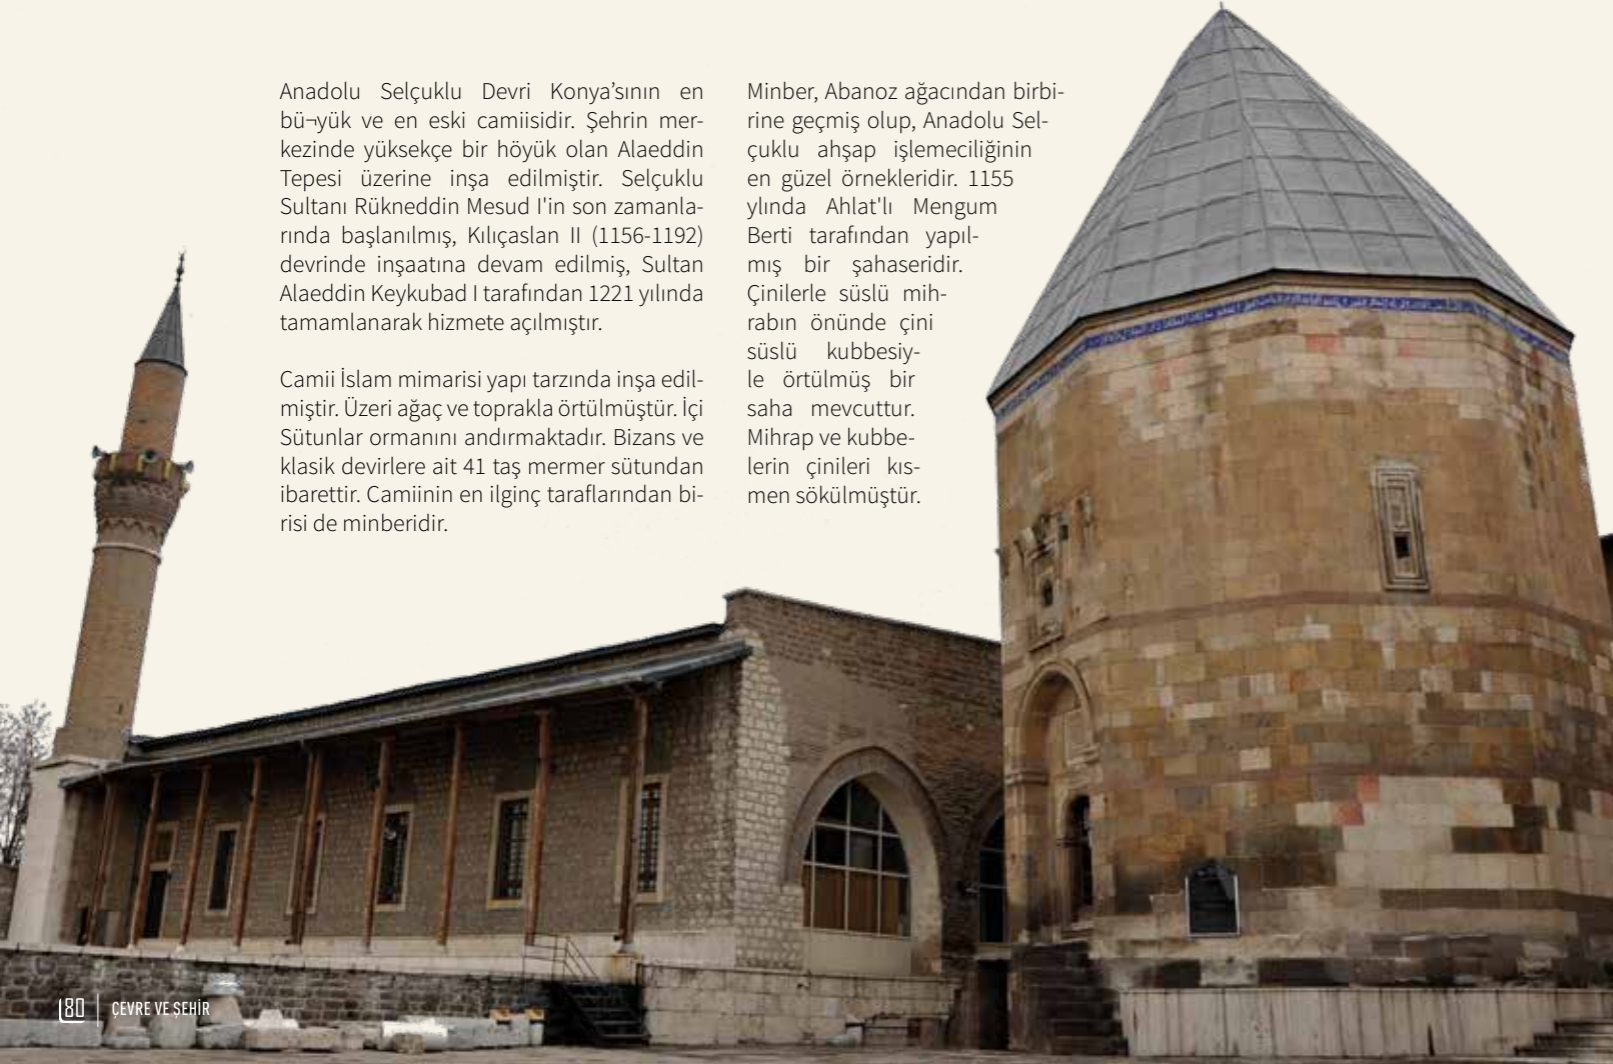 Anadolu Selçuklu Devri Konya’sının en
bü¬yük ve en eski camiisidir. Şehrin mer-
kezinde yüksekçe bir höyük olan Alaeddin
Tepesi üzerine inşa edilmiştir. Selçuklu
Sultanı Rükneddin Mesud I'in son zamanla-
rında başlanılmış, Kılıçaslan II (1156-1192)
devrinde inşaatına devam edilmiş, Sultan
Alaeddin Keykubad I tarafından 1221 yılında
tamamlanarak hizmete açılmıştır.
Camii İslam mimarisi yapı tarzında inşa edil-
miştir. Üzeri ağaç ve toprakla örtülmüştür. İçi
Sütunlar ormanını andırmaktadır. Bizans ve
klasik devirlere ait 41 taş mermer sütundan
ibarettir. Camiinin en ilginç taraflarından bi-
risi de minberidir.
Minber, Abanoz ağacından birbi-
rine geçmiş olup, Anadolu Sel-
çuklu ahşap işlemeciliğinin
en güzel örnekleridir. 1155
ylında Ahlat'lı Mengum
Berti tarafından yapıl-
mış bir şahaseridir.
Çinilerle süslü mih-
rabın önünde çini
süslü kubbesiy-
le örtülmüş bir
saha mevcuttur.
Mihrap ve kubbe-
lerin çinileri kıs-
men sökülmüştür.
80 | ÇEVRE VE ŞEHİR